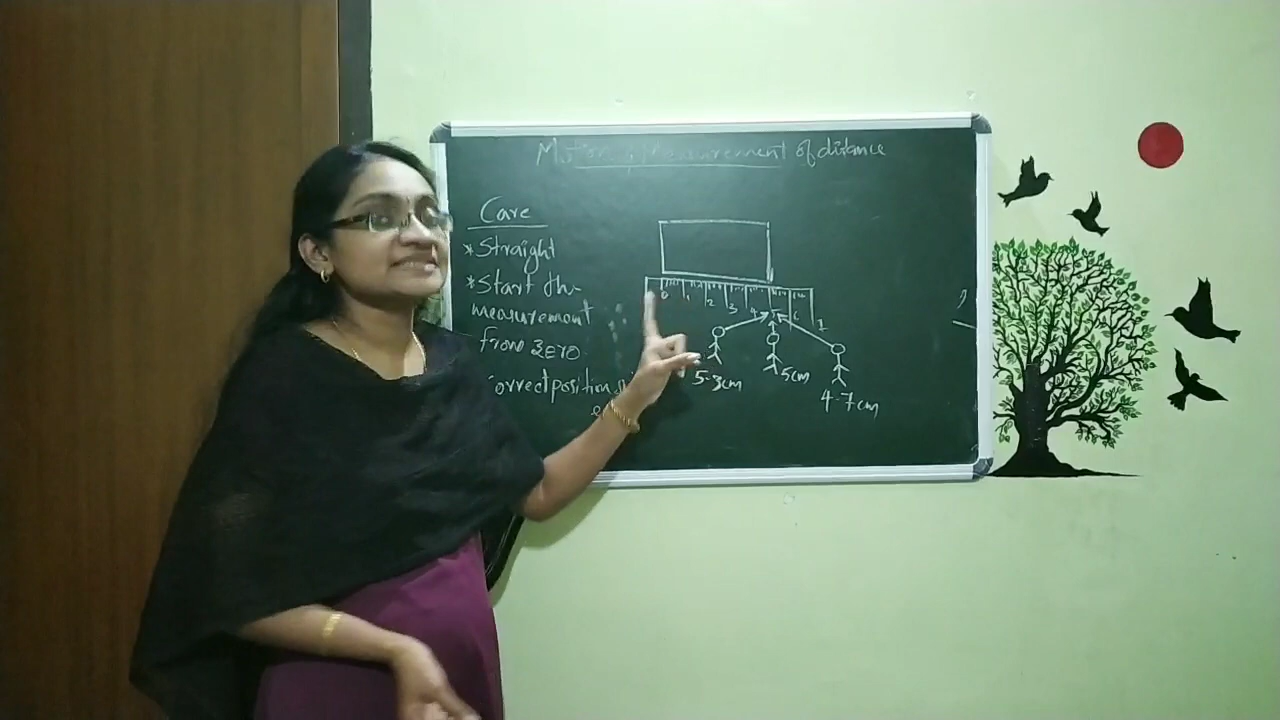 measurement of distance
Care
*Straight
*Start the
measurement
from ZERO
orrect position
0 1 2 3 4 5 6 7
5.3cm
5cm
4.7cm